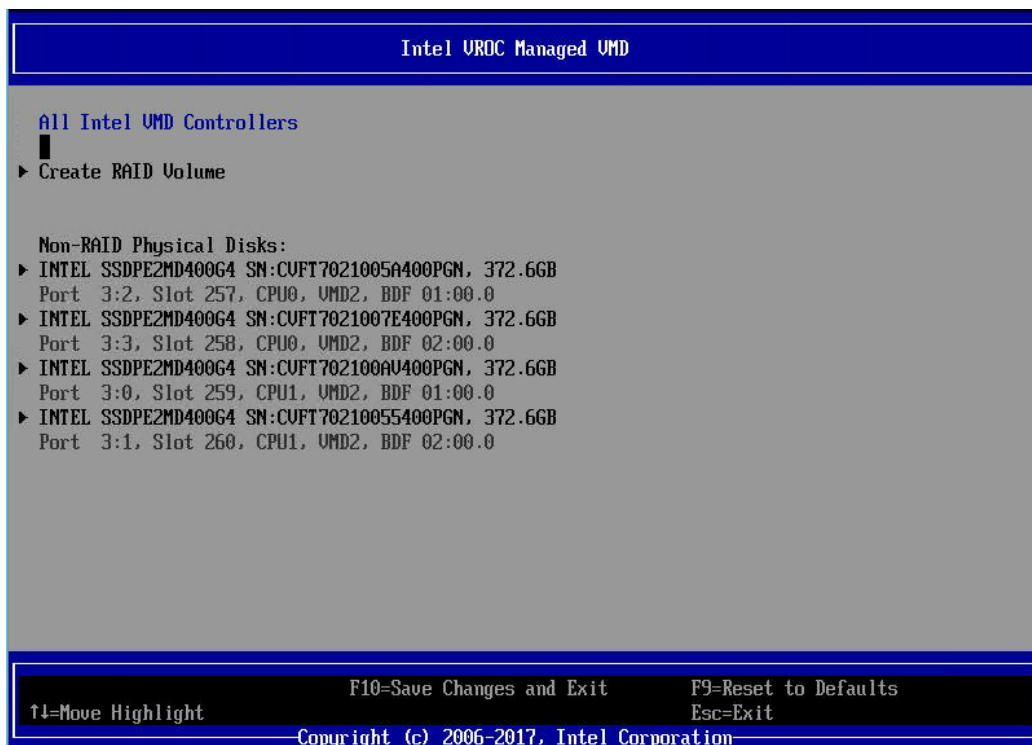 Intel VROC Managed VMD
All Intel VMD Controllers
Create RAID Volume
Non-RAID Physical Disks:
INTEL SSDPE2MD400G4 SN:CVFT7021005A400PGN, 372.6GB
Port 3:2, Slot 257, CPU0, VMD2, BDF 01:00.0
INTEL SSDPE2MD400G4 SN:CVFT7021007E400PGN, 372.6GB
Port 3:3, Slot 258, CPU0, VMD2, BDF 02:00.0
INTEL SSDPE2MD400G4 SN:CVFT702100AV400PGN, 372.6GB
Port 3:0, Slot 259, CPU1, VMD2, BDF 01:00.0
INTEL SSDPE2MD400G4 SN:CVFT70210055400PGN, 372.6GB
Port 3:1, Slot 260, CPU1, VMD2, BDF 02:00.0
F10=Save Changes and Exit F9=Reset to Defaults
↑↓=Move Highlight Esc=Exit
Copyright (c) 2006-2017, Intel Corporation